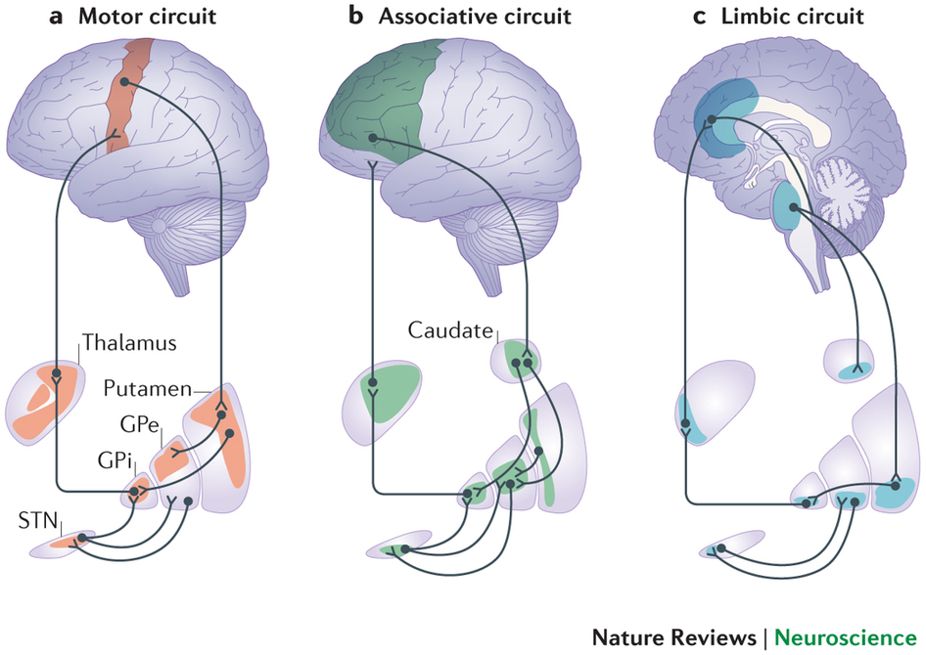 a Motor circuit
b Associative circuit
c Limbic circuit
Thalamus
Putamen
GPe
GPi
STN
Caudate
Nature Reviews | Neuroscience